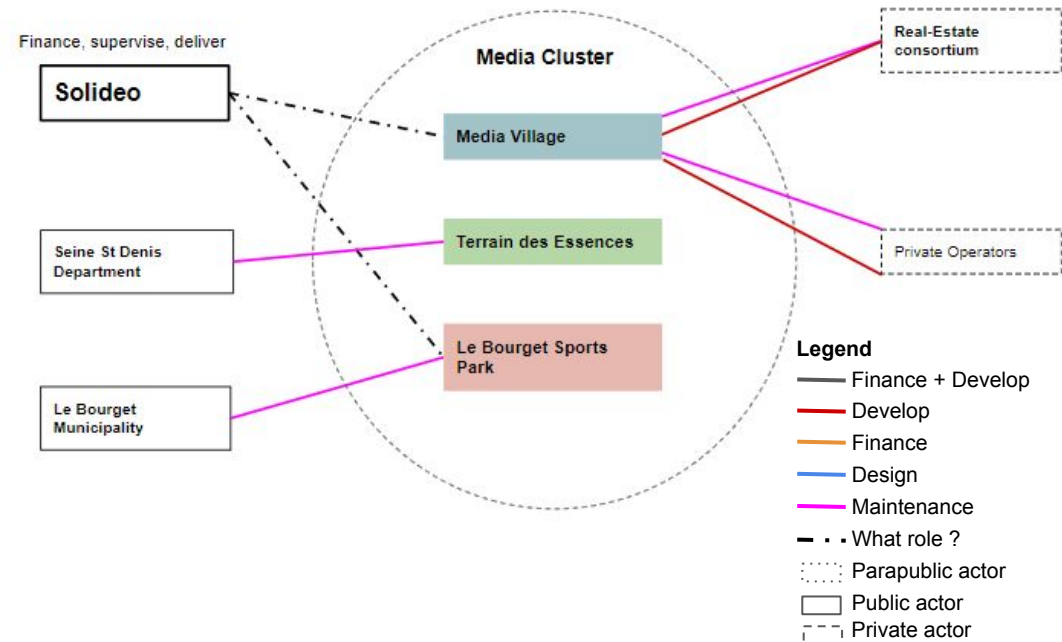 Finance, supervise, deliver
Solideo
Media Cluster
Real-Estate
consortium
Media Village
Seine St Denis
Department
Terrain des Essences
Private Operators
Le Bourget Sports
Park
Le Bourget
Municipality
Legend
Finance + Develop
Develop
Finance
Design
Maintenance
What role ?
Parapublic actor
Public actor
Private actor